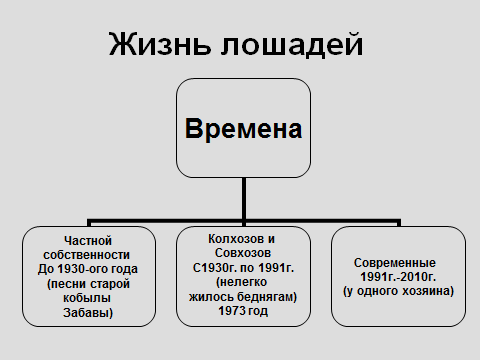 Жизнь лошадей
Времена
Частной
собственности
До 1930-ого года
(песни старой
кобылы
Забавы)
Колхозов и
Совхозов
С1930г. по 1991г.
(нелегко
жилось беднягам)
1973 год
Современные
1991г.-2010г.
(у одного хозяина)